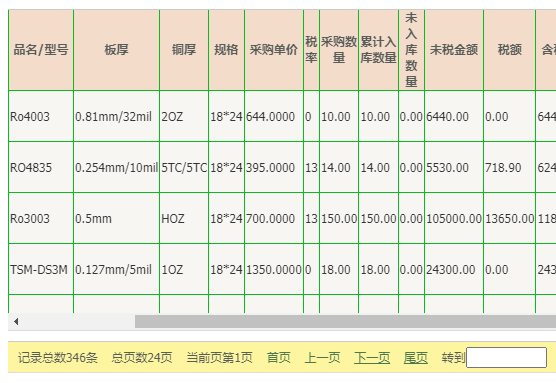 品名/型号 板厚 铜厚 规格 采购单价 税率 采购数量 累计入库数量 未入库数量 未税金额 税额 含
Ro4003 0.81mm/32mil 2OZ 18*24 644.0000 0 10.00 10.00 0.00 6440.00 0.00 644
RO4835 0.254mm/10mil 5TC/5TC 18*24 395.0000 13 14.00 14.00 0.00 5530.00 718.90 624
Ro3003 0.5mm HOZ 18*24 700.0000 13 150.00 150.00 0.00 105000.00 13650.00 118
TSM-DS3M 0.127mm/5mil 1OZ 18*24 1350.0000 0 18.00 18.00 0.00 24300.00 0.00 243
记录总数346条 总页数24页 当前页第1页 首页 上一页 下一页 尾页 转到